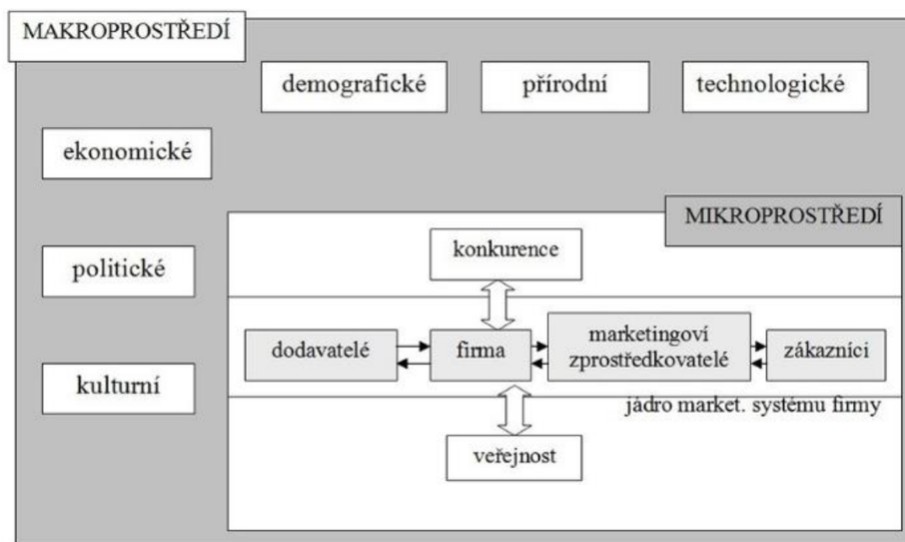 MAKROPROSTŘEDÍ
demografické
přírodní
technologické
ekonomické
MIKROPROSTŘEDÍ
konkurence
politické
dodavatelé
firma
marketingoví
zprostředkovatelé
zákazníci
kulturní
jádro market. systému firmy
veřejnost